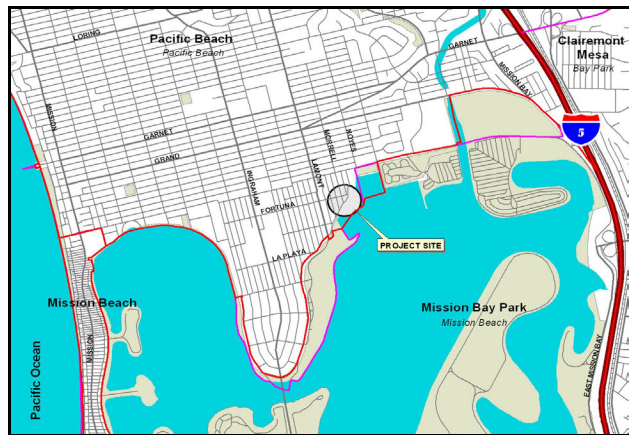 LORING
Pacific Beach
Pacific Beach
GARNET
Clairemont
Mesa
Bay Park
MISSION BAY
MISSION
5
GARNET
GRAND
INGRAHAM
LAMONT
MORRELL
NOYES
FORTUNA
LA PLAYA
PROJECT SITE
Mission Beach
MISSION
Mission Bay Park
Mission Beach
Pacific Ocean
EAST MISSION BAY